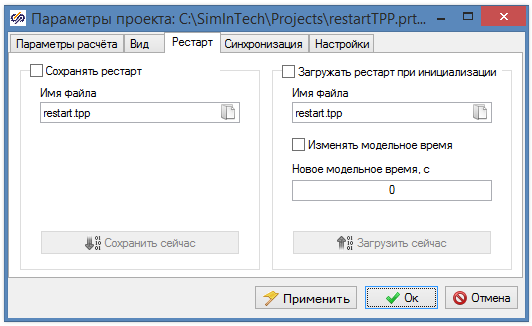 Параметры проекта: C:\SimInTech\Projects\restartTPP.prt...
Параметры расчёта Вид Рестарт Синхронизация Настройки
Сохранять рестарт
Имя файла
restart.tpp
Сохранить сейчас
Загружать рестарт при инициализации
Имя файла
restart.tpp
Изменять модельное время
Новое модельное время, с
0
Загрузить сейчас
Применить Ок Отмена